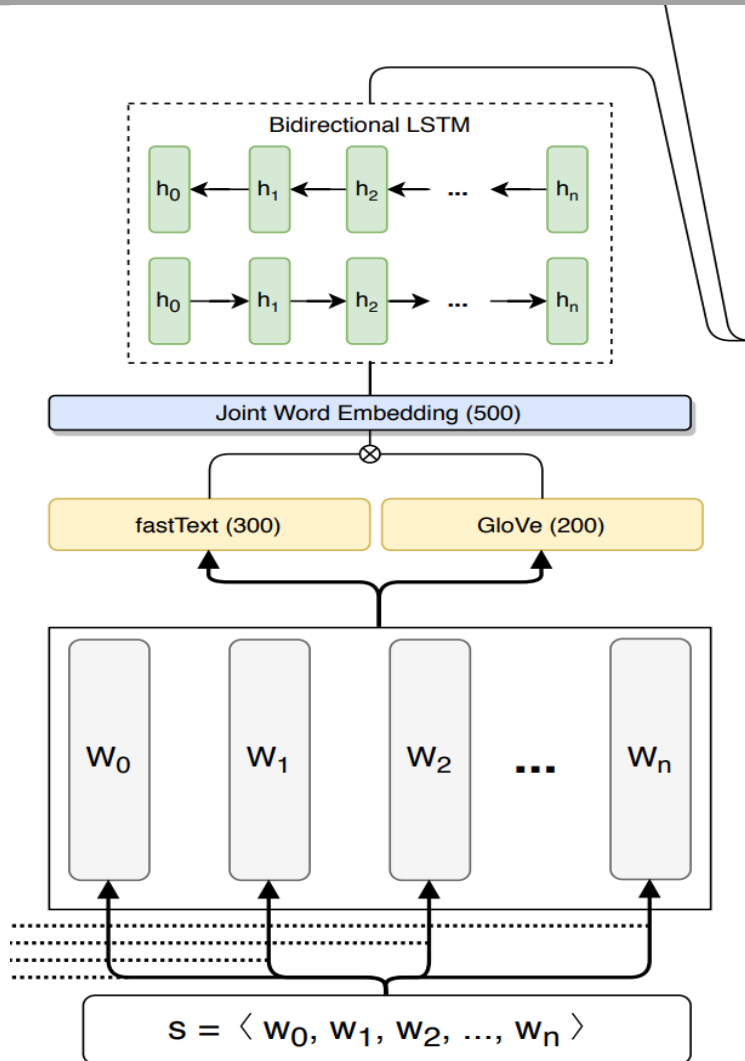 Bidirectional LSTM
h0 h1 h2 ... hn
h0 h1 h2 ... hn
Joint Word Embedding (500)
fastText (300) GloVe (200)
W0 W1 W2 ... Wn
s = ⟨ w0, w1, w2, ..., wn ⟩